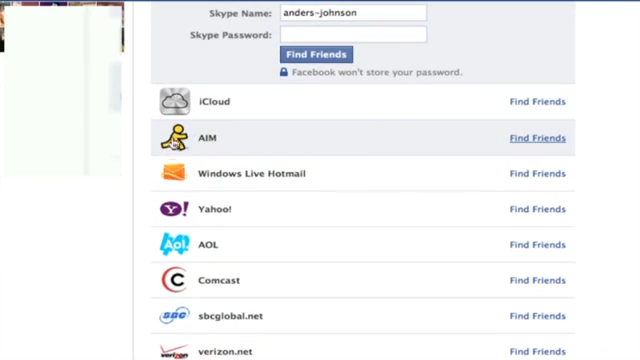 Skype Name: anders-johnson
Skype Password:
Find Friends
Facebook won't store your password.
iCloud Find Friends
AIM Find Friends
Windows Live Hotmail Find Friends
Y! Yahoo! Find Friends
Aol. AOL Find Friends
C Comcast Find Friends
SBC sbcglobal.net Find Friends
verizon verizon.net Find Friends